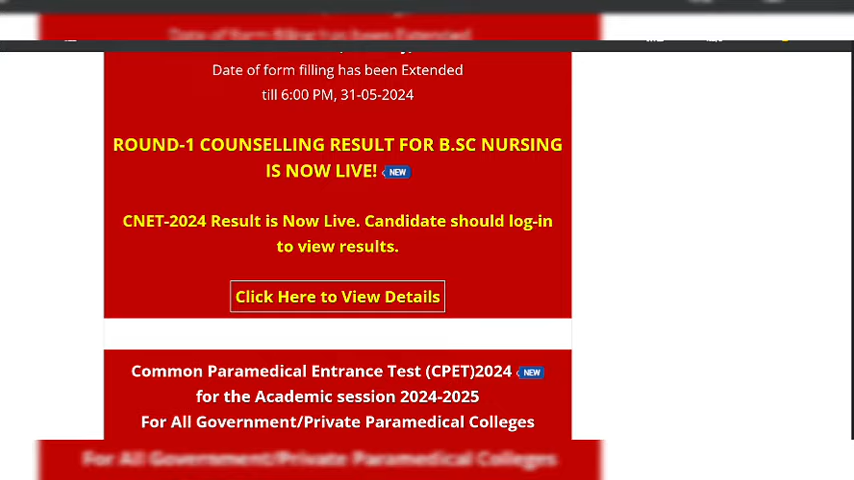 Date of form filling has been Extended
till 6:00 PM, 31-05-2024
ROUND-1 COUNSELLING RESULT FOR B.SC NURSING
IS NOW LIVE! NEW
CNET-2024 Result is Now Live. Candidate should log-in
to view results.
Click Here to View Details
Common Paramedical Entrance Test (CPET)2024 NEW
for the Academic session 2024-2025
For All Government/Private Paramedical Colleges
For All Government/Private Paramedical Colleges